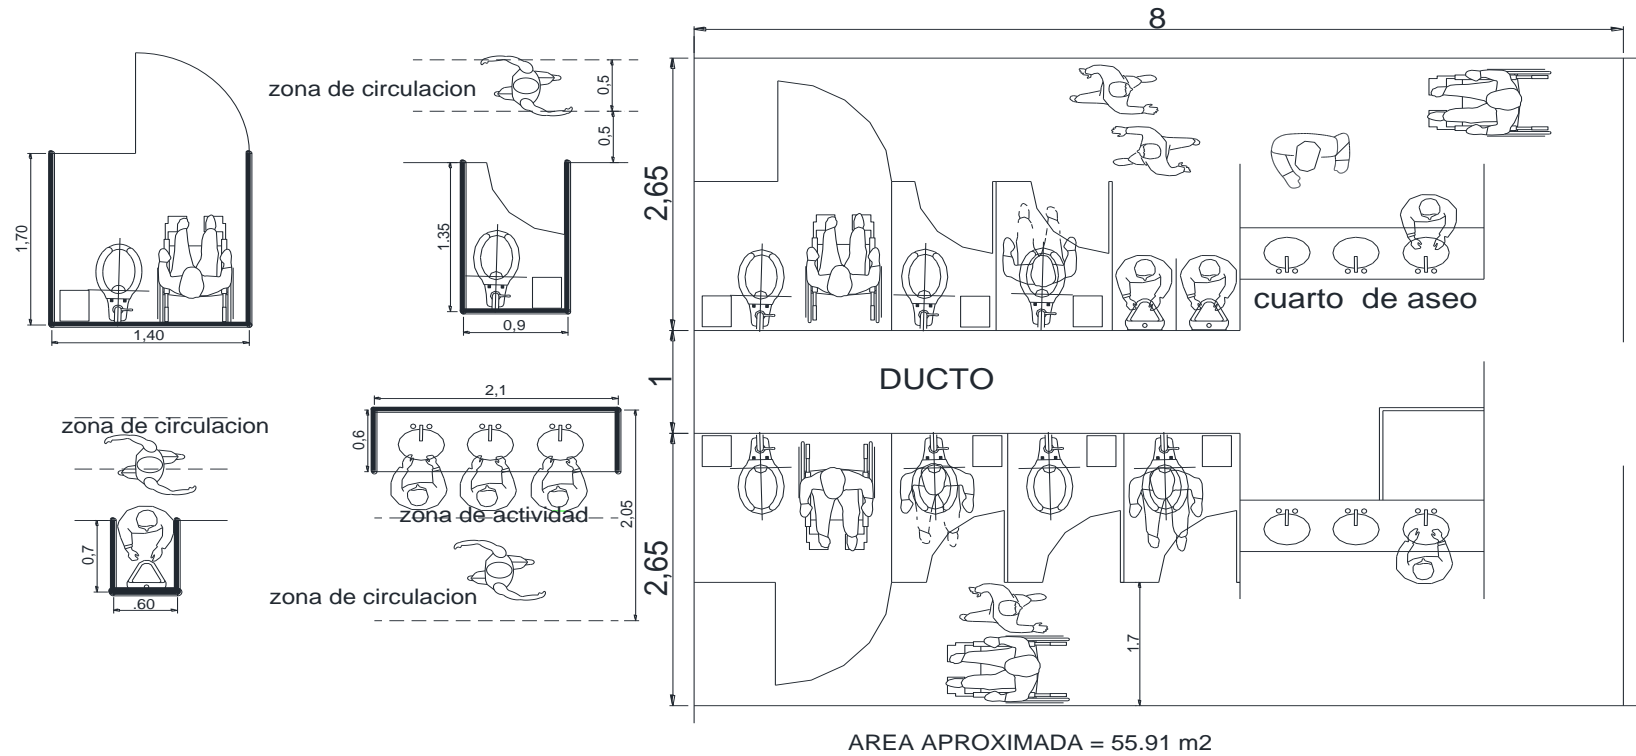 8
zona de circulacion
0,5
0,5
1,70
1,40
1.35
0,9
2,65
cuarto de aseo
DUCTO
1
2,1
zona de circulacion
0,6
zona de actividad
2,05
0,7
.60
zona de circulacion
2,65
1.7
AREA APROXIMADA = 55.91 m2